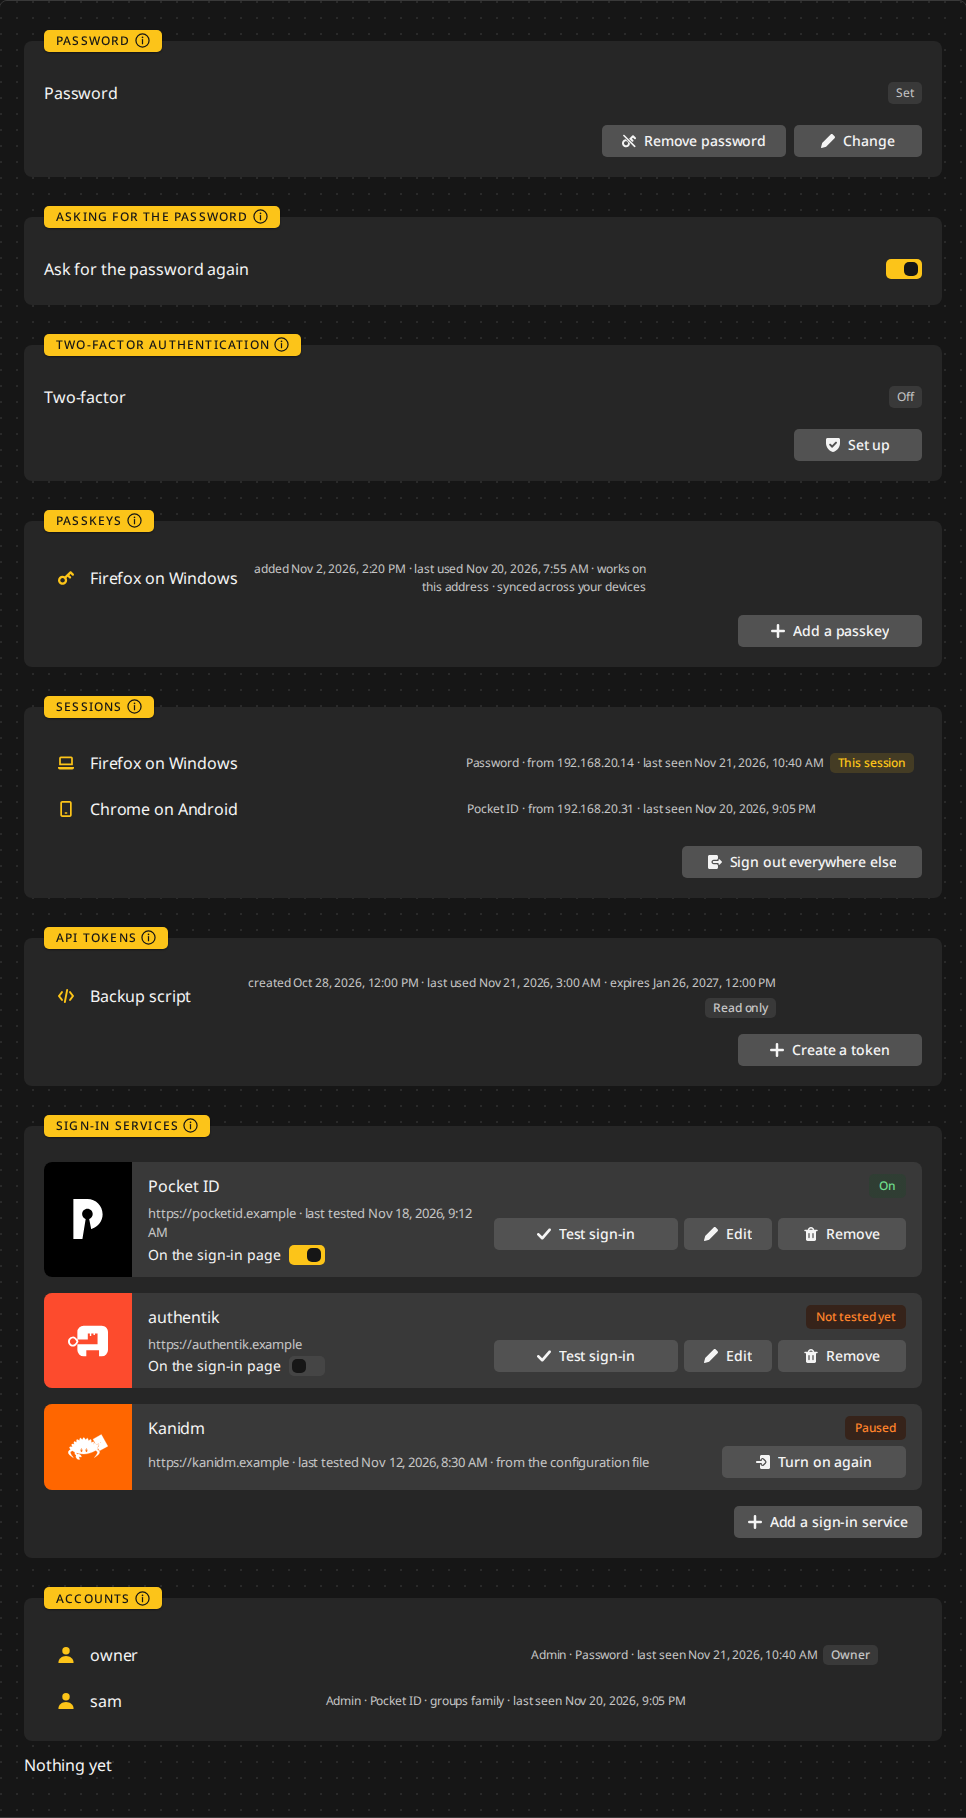 PASSWORD
Password
Set
Remove password
Change
ASKING FOR THE PASSWORD
Ask for the password again
TWO-FACTOR AUTHENTICATION
Two-factor
Off
Set up
PASSKEYS
Firefox on Windows
added Nov 2, 2026, 2:20 PM · last used Nov 20, 2026, 7:55 AM · works on
this address · synced across your devices
Add a passkey
SESSIONS
Firefox on Windows
Password · from 192.168.20.14 · last seen Nov 21, 2026, 10:40 AM
This session
Chrome on Android
Pocket ID · from 192.168.20.31 · last seen Nov 20, 2026, 9:05 PM
Sign out everywhere else
API TOKENS
Backup script
created Oct 28, 2026, 12:00 PM · last used Nov 21, 2026, 3:00 AM · expires Jan 26, 2027, 12:00 PM
Read only
Create a token
SIGN-IN SERVICES
Pocket ID
On
https://pocketid.example · last tested Nov 18, 2026, 9:12
AM
On the sign-in page
Test sign-in
Edit
Remove
authentik
Not tested yet
https://authentik.example
On the sign-in page
Test sign-in
Edit
Remove
Kanidm
Paused
https://kanidm.example · last tested Nov 12, 2026, 8:30 AM · from the configuration file
Turn on again
Add a sign-in service
ACCOUNTS
owner
Admin · Password · last seen Nov 21, 2026, 10:40 AM
Owner
sam
Admin · Pocket ID · groups family · last seen Nov 20, 2026, 9:05 PM
Nothing yet